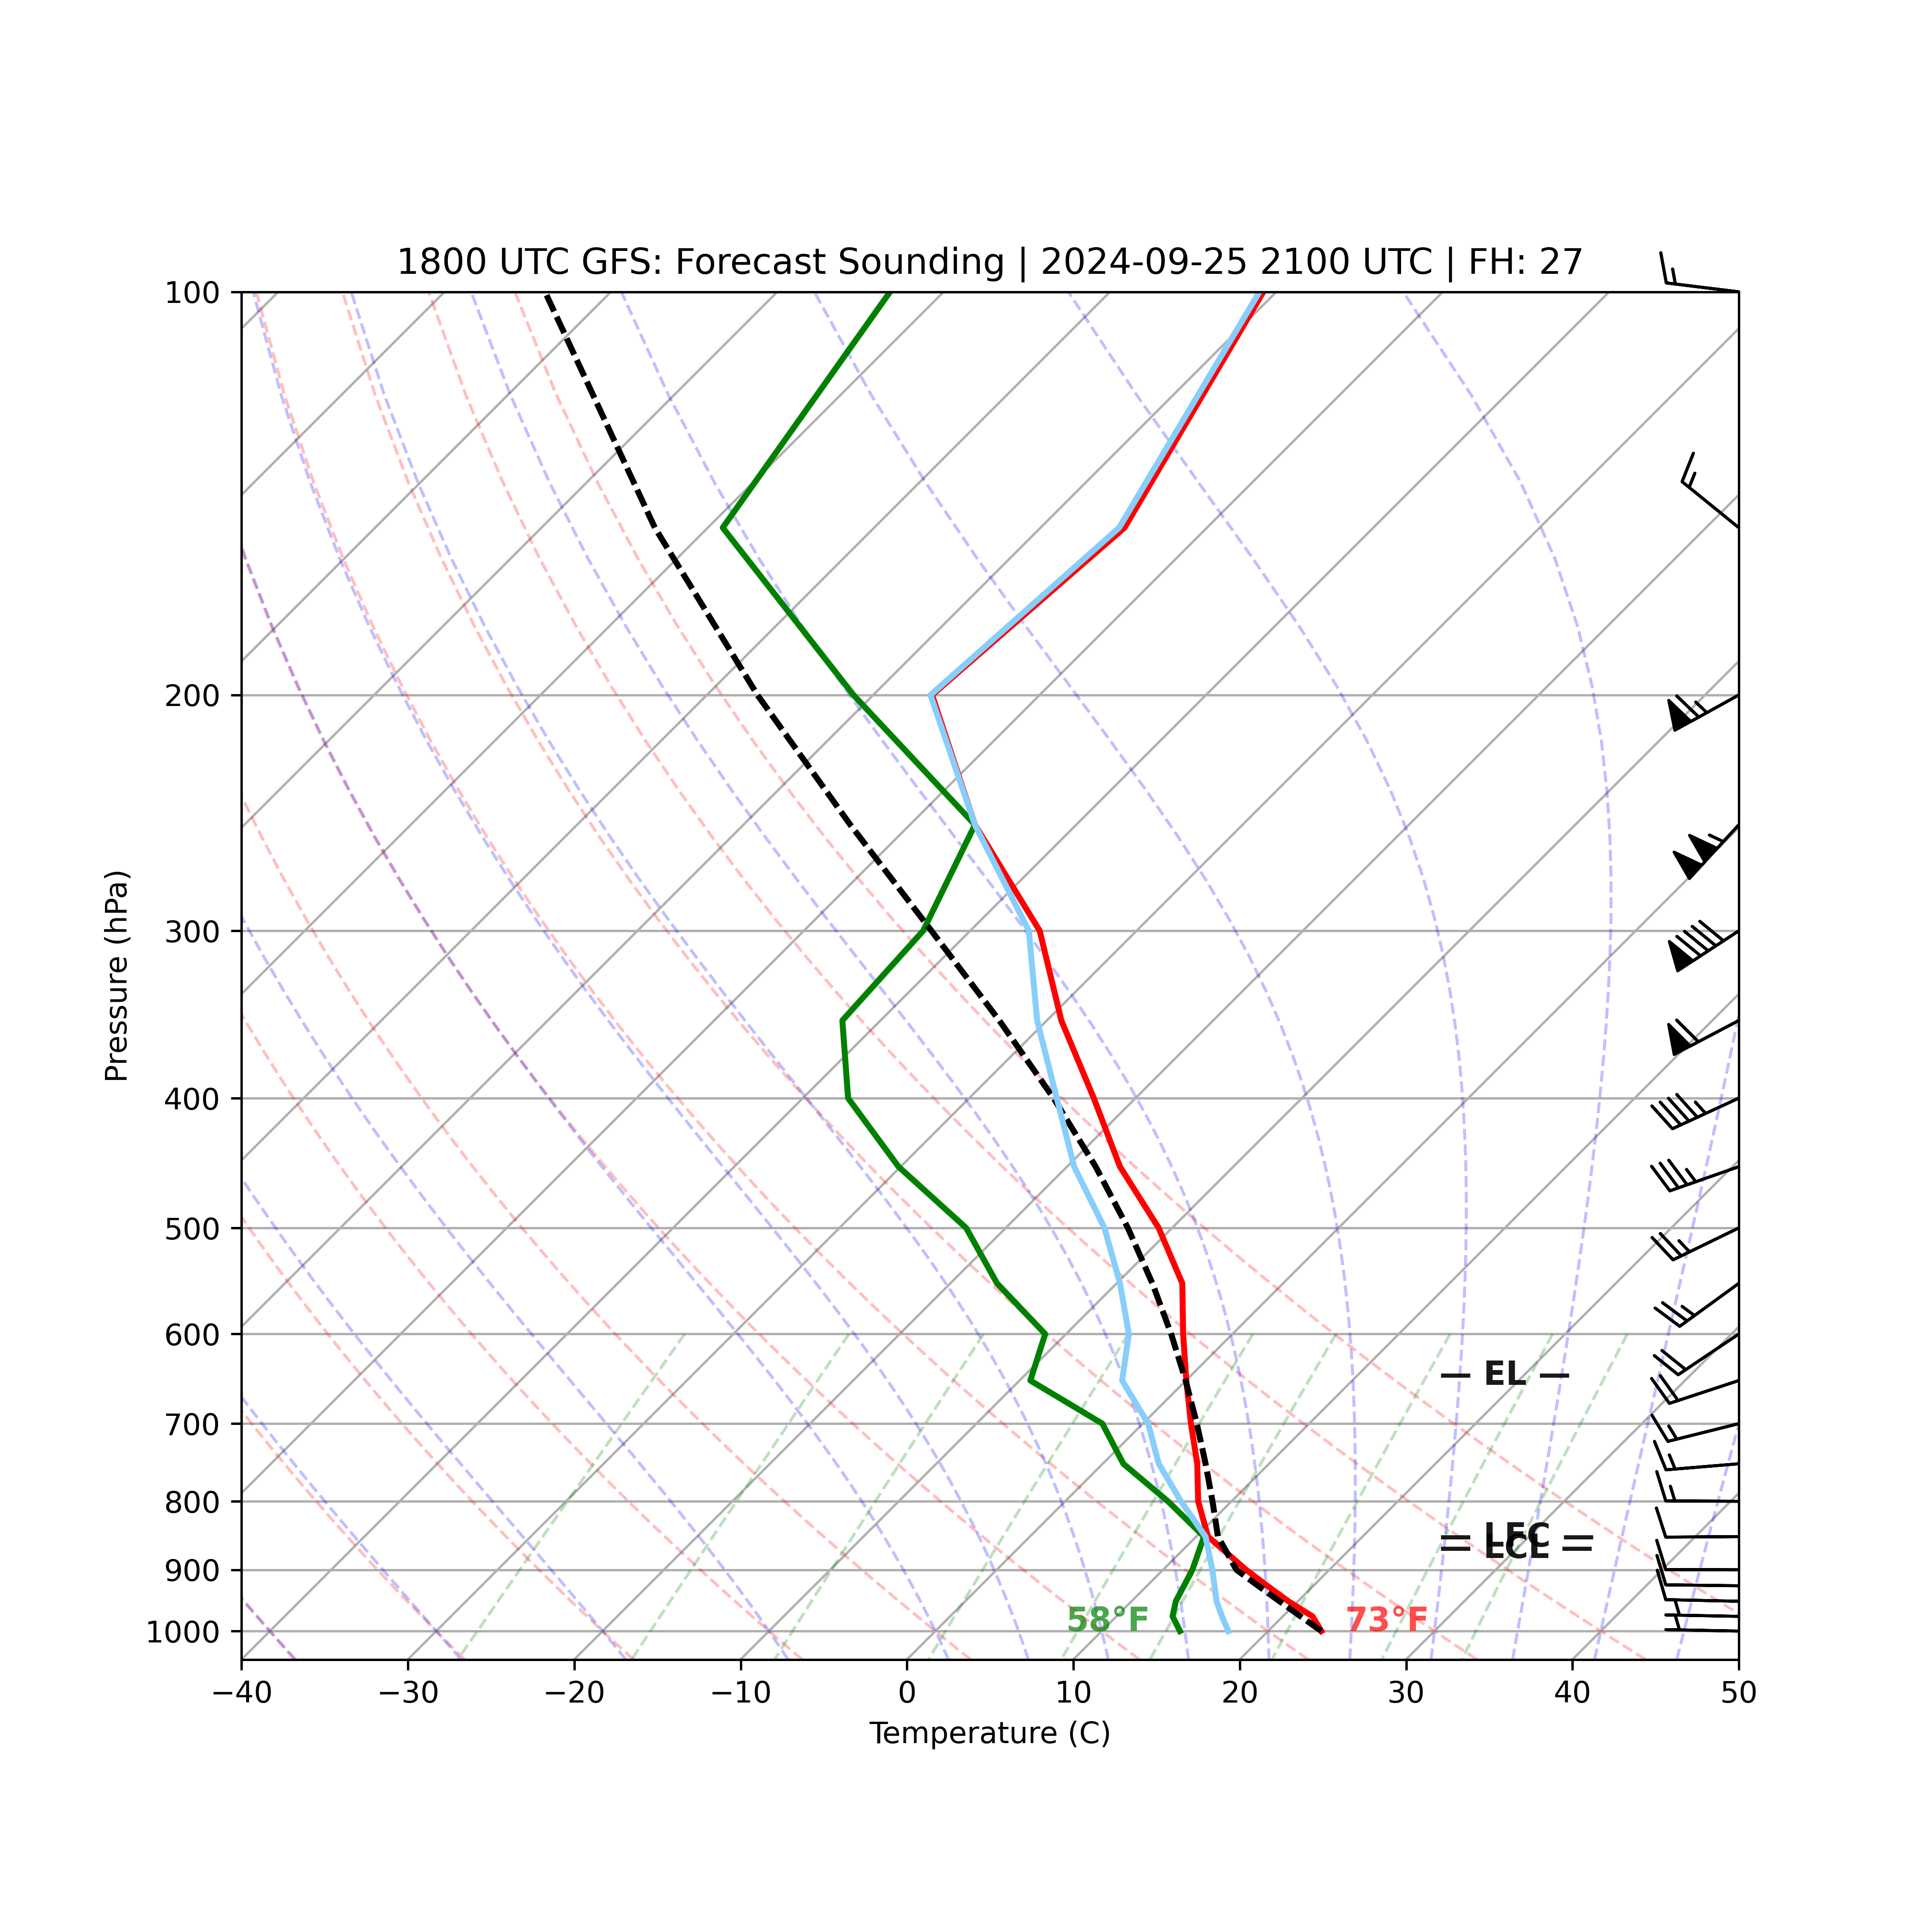 1800 UTC GFS: Forecast Sounding | 2024-09-25 2100 UTC | FH: 27
100
200
300
400
500
600
700
800
900
1000
Pressure (hPa)
— EL —
— LFC —
— LCL —
58°F
73°F
−40 −30 −20 −10 0 10 20 30 40 50
Temperature (C)